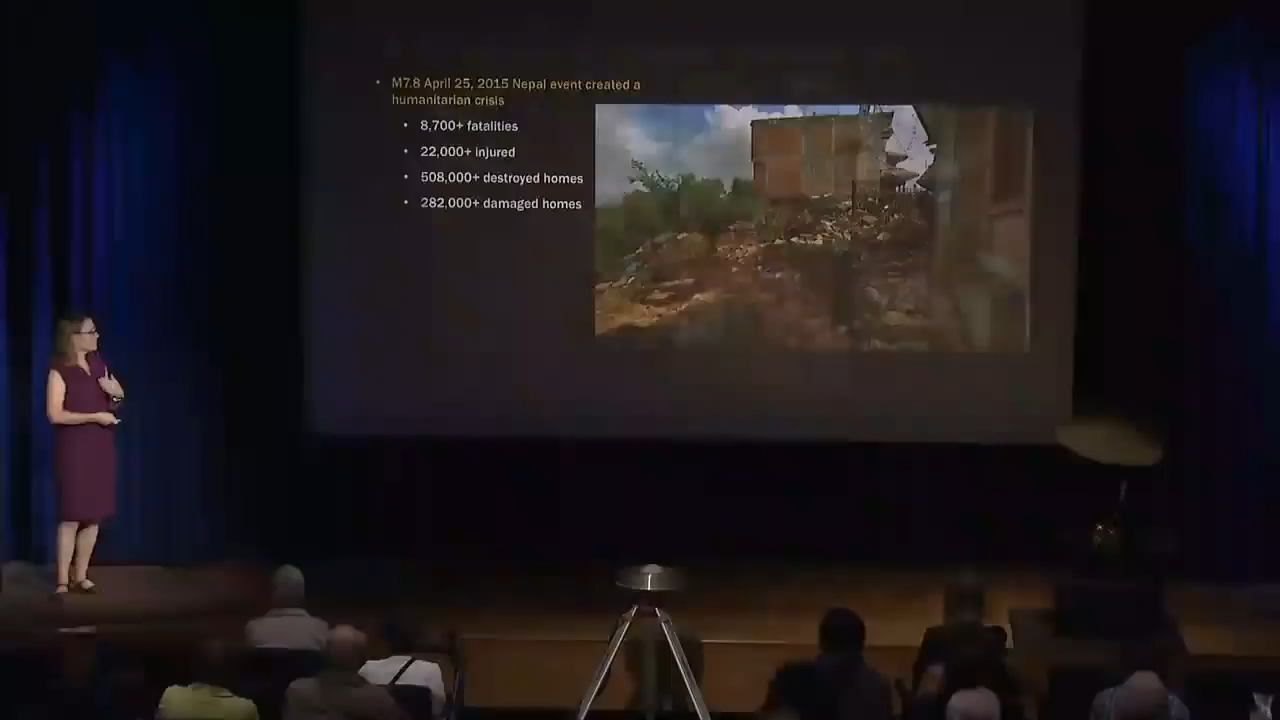 • M7.8 April 25, 2015 Nepal event created a
humanitarian crisis
• 8,700+ fatalities
• 22,000+ injured
• 508,000+ destroyed homes
• 282,000+ damaged homes